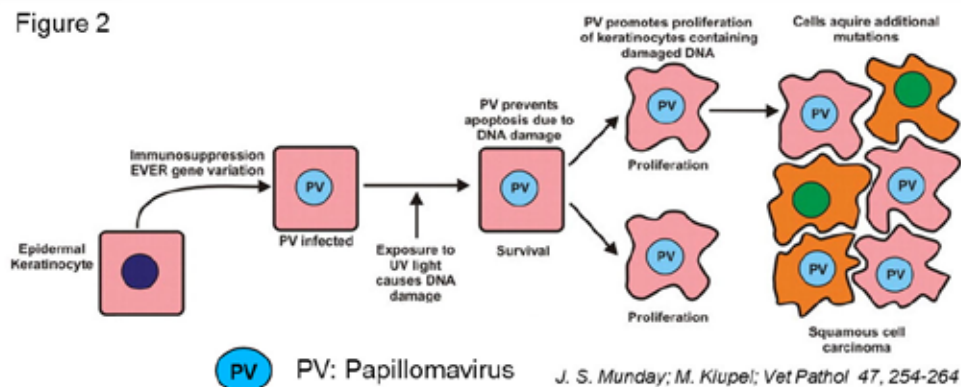 Figure 2
Epidermal
Keratinocyte
Immunosuppression
EVER gene variation
PV
PV infected
Exposure to
UV light
causes DNA
damage
PV prevents
apoptosis due to
DNA damage
PV
Survival
PV promotes proliferation
of keratinocytes containing
damaged DNA
PV
Proliferation
PV
Proliferation
Cells aquire additional
mutations
PV
PV
PV
PV
Squamous cell
carcinoma
PV
PV: Papillomavirus
J. S. Munday; M. Kiupel; Vet Pathol 47, 254-264